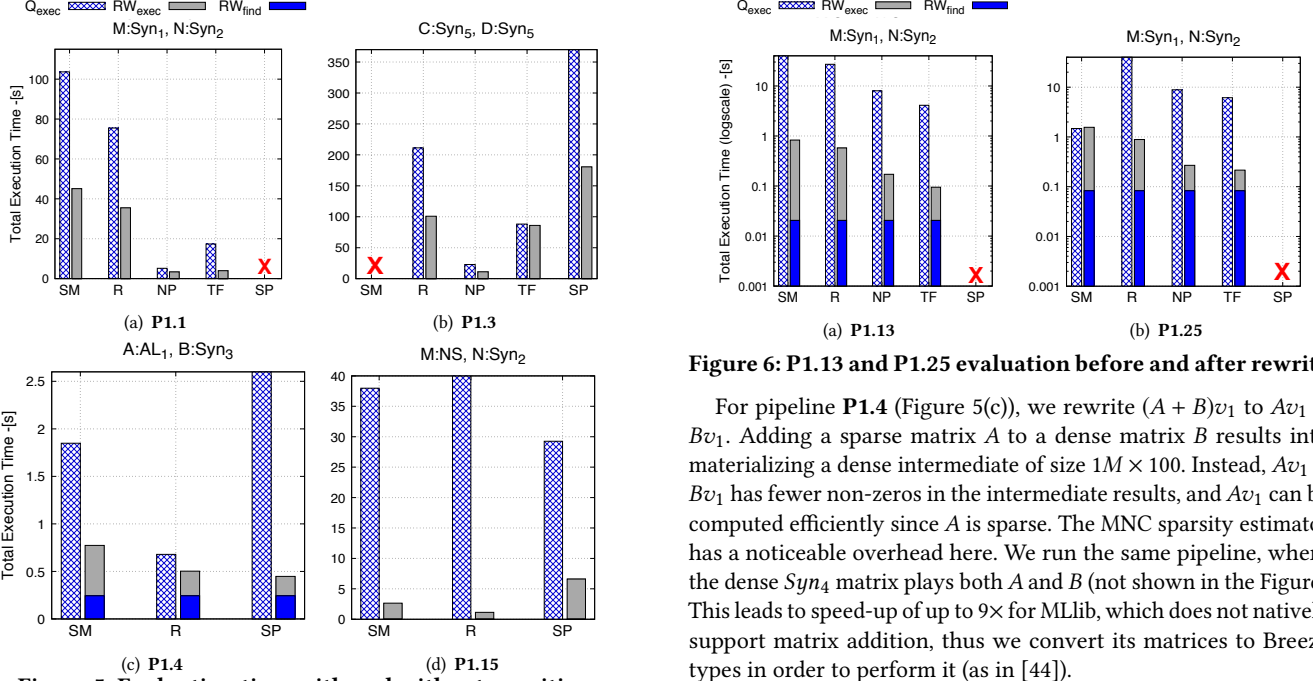 Qexec RWexec RWfind
M:Syn1, N:Syn2
Total Execution Time -[s]
100
80
60
40
20
0
SM R NP TF SP
X
(a) P1.1
C:Syn5, D:Syn5
350
300
250
200
150
100
50
0
X
SM R NP TF SP
(b) P1.3
A:AL1, B:Syn3
Total Execution Time -[s]
2.5
2
1.5
1
0.5
0
SM R SP
(c) P1.4
M:NS, N:Syn2
40
35
30
25
20
15
10
5
0
SM R SP
(d) P1.15
Qexec RWexec RWfind
M:Syn1, N:Syn2
Total Execution Time (logscale) -[s]
10
1
0.1
0.01
0.001
X
SM R NP TF SP
(a) P1.13
M:Syn1, N:Syn2
10
1
0.1
0.01
0.001
X
SM R NP TF SP
(b) P1.25
Figure 6: P1.13 and P1.25 evaluation before and after rewrit
For pipeline P1.4 (Figure 5(c)), we rewrite (A + B)v1 to Av1
Bv1. Adding a sparse matrix A to a dense matrix B results int
materializing a dense intermediate of size 1M × 100. Instead, Av1
Bv1 has fewer non-zeros in the intermediate results, and Av1 can b
computed efficiently since A is sparse. The MNC sparsity estimat
has a noticeable overhead here. We run the same pipeline, wher
the dense Syn4 matrix plays both A and B (not shown in the Figure
This leads to speed-up of up to 9× for MLlib, which does not nativel
support matrix addition, thus we convert its matrices to Breez
types in order to perform it (as in [44]).